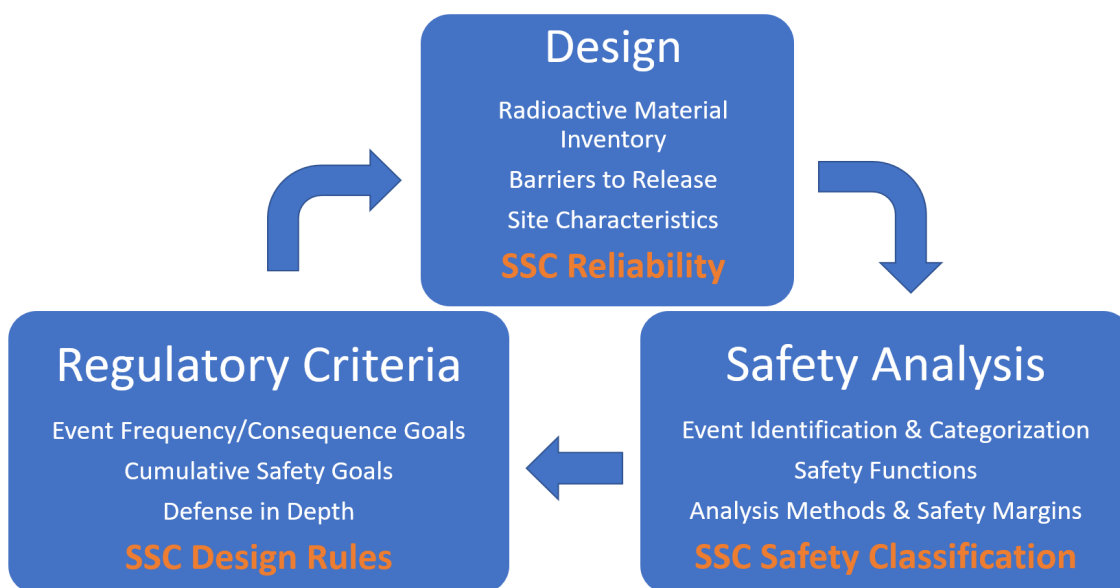 Design
Radioactive Material
Inventory
Barriers to Release
Site Characteristics
SSC Reliability
Regulatory Criteria
Event Frequency/Consequence Goals
Cumulative Safety Goals
Defense in Depth
SSC Design Rules
Safety Analysis
Event Identification & Categorization
Safety Functions
Analysis Methods & Safety Margins
SSC Safety Classification